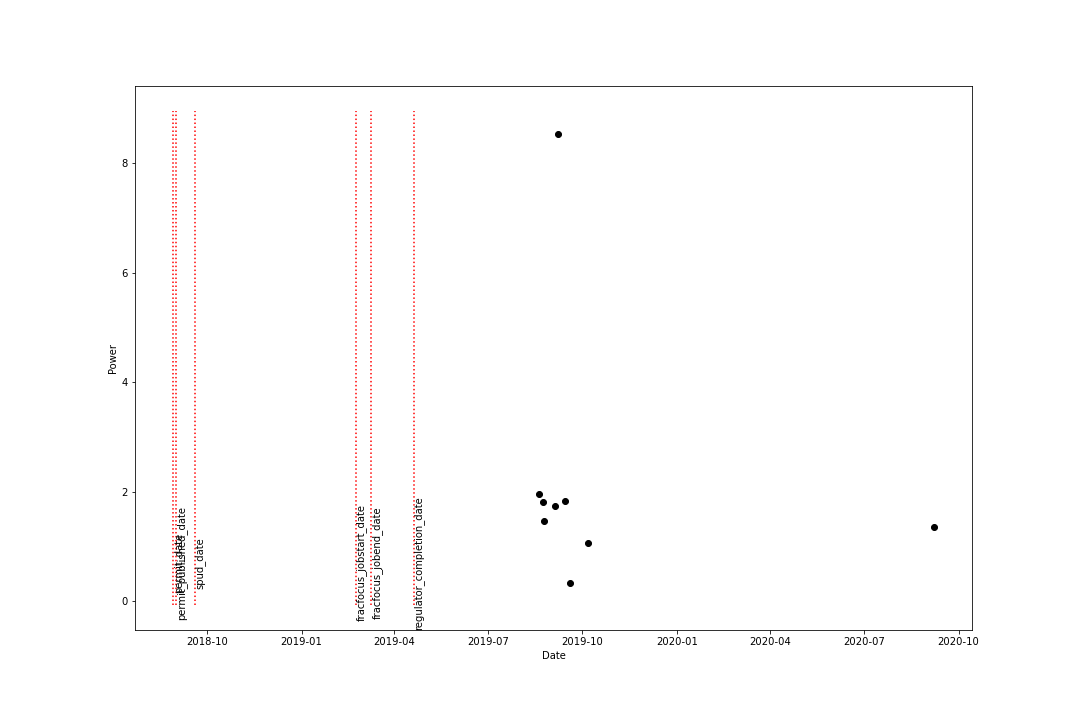 Power
8
6
4
2
0
permit_date
permit_published_date
spud_date
fracfocus_jobstart_date
fracfocus_jobend_date
regulator_completion_date
2018-10
2019-01
2019-04
2019-07
2019-10
2020-01
2020-04
2020-07
2020-10
Date